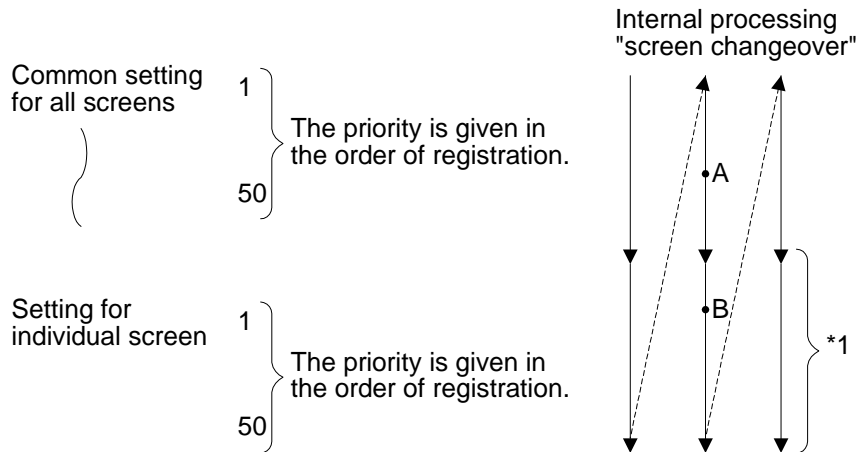 Internal processing
"screen changeover"
Common setting
for all screens
1
The priority is given in
the order of registration.
50
A
Setting for
individual screen
1
The priority is given in
the order of registration.
50
B
*1